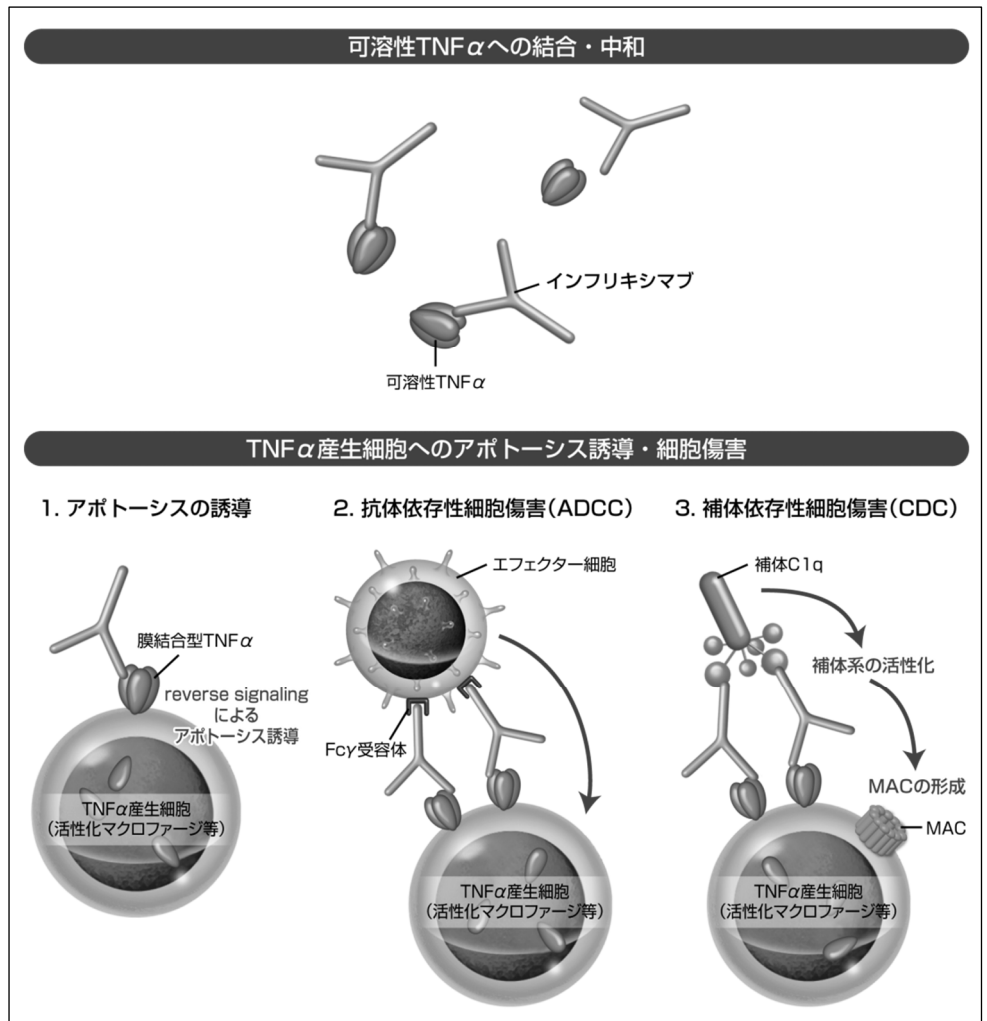 可溶性TNFαへの結合・中和
インフリキシマブ
可溶性TNFα
TNFα産生細胞へのアポトーシス誘導・細胞傷害
1. アポトーシスの誘導
2. 抗体依存性細胞傷害(ADCC)
3. 補体依存性細胞傷害(CDC)
膜結合型TNFα
reverse signaling
による
アポトーシス誘導
TNFα産生細胞
(活性化マクロファージ等)
エフェクター細胞
Fcγ受容体
TNFα産生細胞
(活性化マクロファージ等)
補体C1q
補体系の活性化
MACの形成
MAC
TNFα産生細胞
(活性化マクロファージ等)